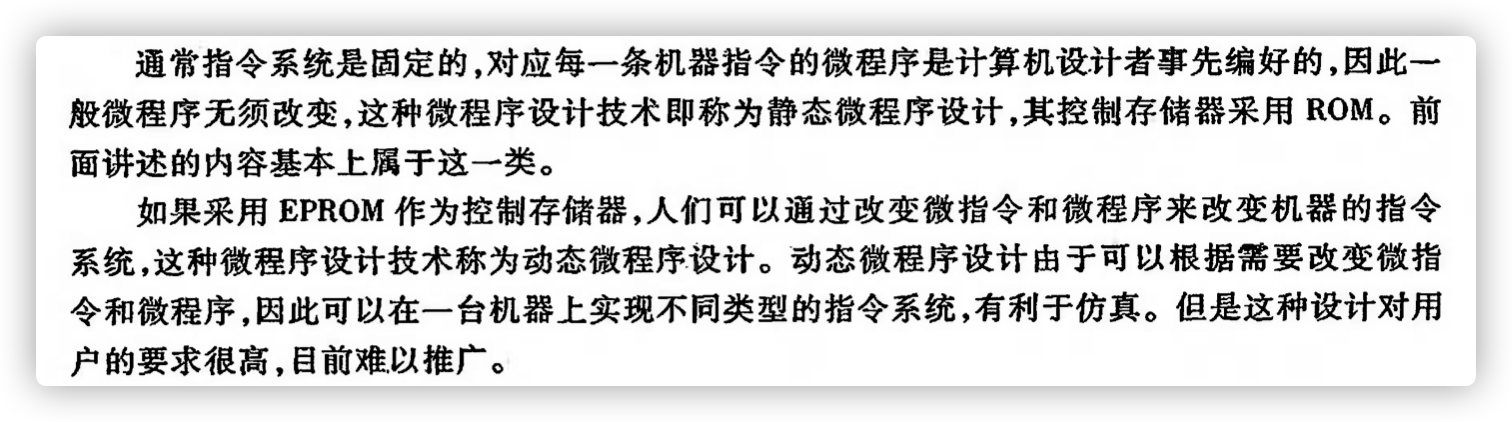 通常指令系统是固定的,对应每一条机器指令的微程序是计算机设计者事先编好的,因此一
般微程序无须改变,这种微程序设计技术即称为静态微程序设计,其控制存储器采用 ROM。前
面讲述的内容基本上属于这一类。
如果采用 EPROM 作为控制存储器,人们可以通过改变微指令和微程序来改变机器的指令
系统,这种微程序设计技术称为动态微程序设计。动态微程序设计由于可以根据需要改变微指
令和微程序,因此可以在一台机器上实现不同类型的指令系统,有利于仿真。但是这种设计对用
户的要求很高,目前难以推广。